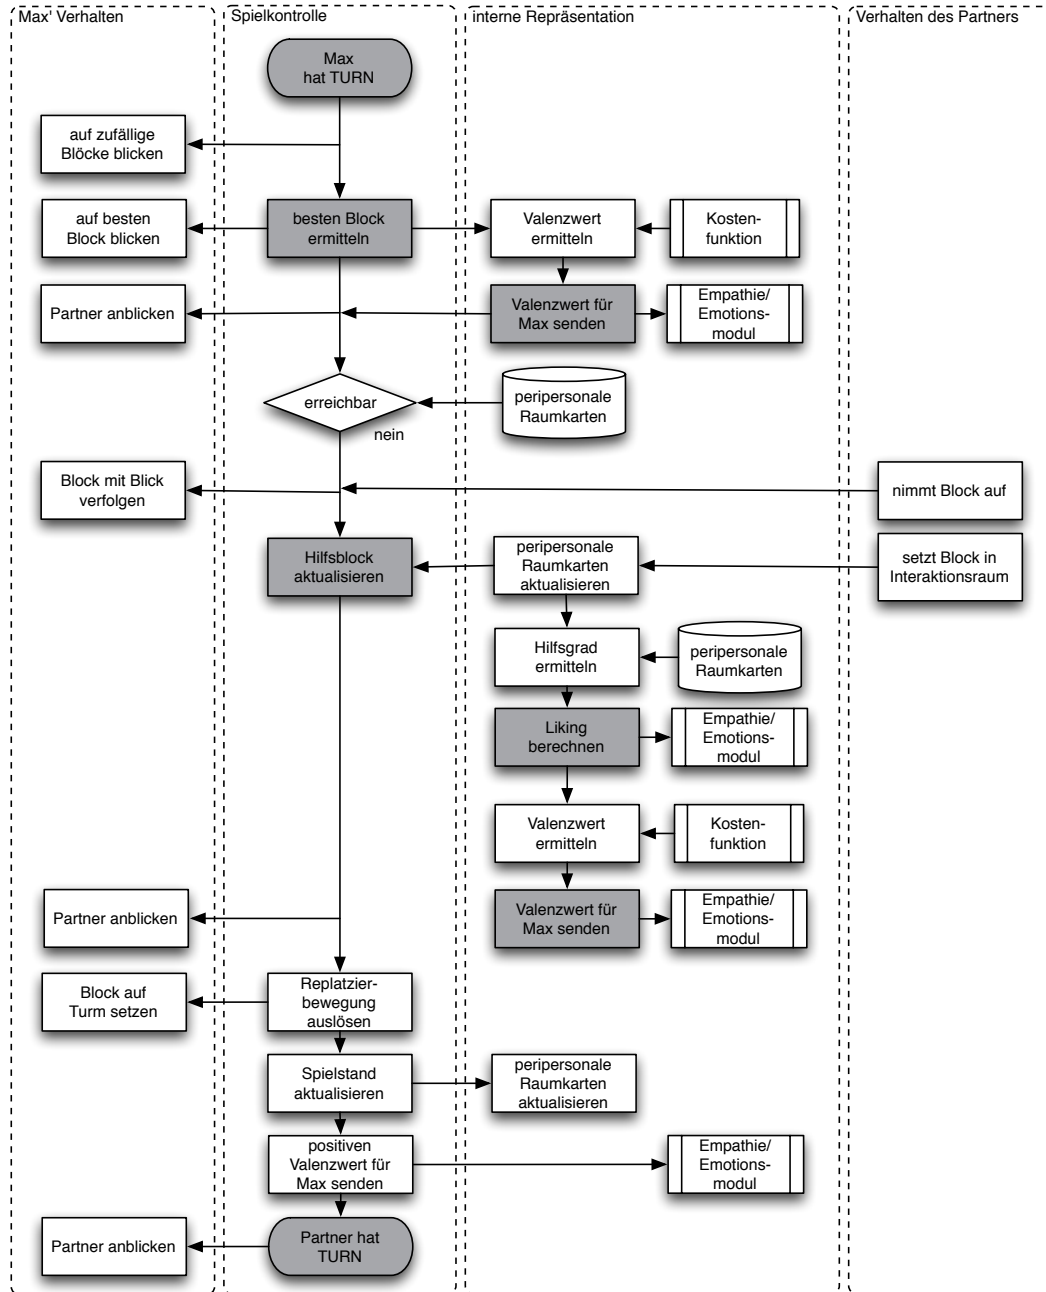 Max' Verhalten
Spielkontrolle
interne Repräsentation
Verhalten des Partners
Max
hat TURN
auf zufällige
Blöcke blicken
auf besten
Block blicken
besten Block
ermitteln
Valenzwert
ermitteln
Kosten-
funktion
Partner anblicken
Valenzwert für
Max senden
Empathie/
Emotions-
modul
erreichbar
nein
peripersonale
Raumkarten
Block mit Blick
verfolgen
nimmt Block auf
Hilfsblock
aktualisieren
peripersonale
Raumkarten
aktualisieren
setzt Block in
Interaktionsraum
Hilfsgrad
ermitteln
peripersonale
Raumkarten
Liking
berechnen
Empathie/
Emotions-
modul
Valenzwert
ermitteln
Kosten-
funktion
Partner anblicken
Valenzwert für
Max senden
Empathie/
Emotions-
modul
Block auf
Turm setzen
Replatzier-
bewegung
auslösen
Spielstand
aktualisieren
peripersonale
Raumkarten
aktualisieren
positiven
Valenzwert für
Max senden
Empathie/
Emotions-
modul
Partner anblicken
Partner hat
TURN